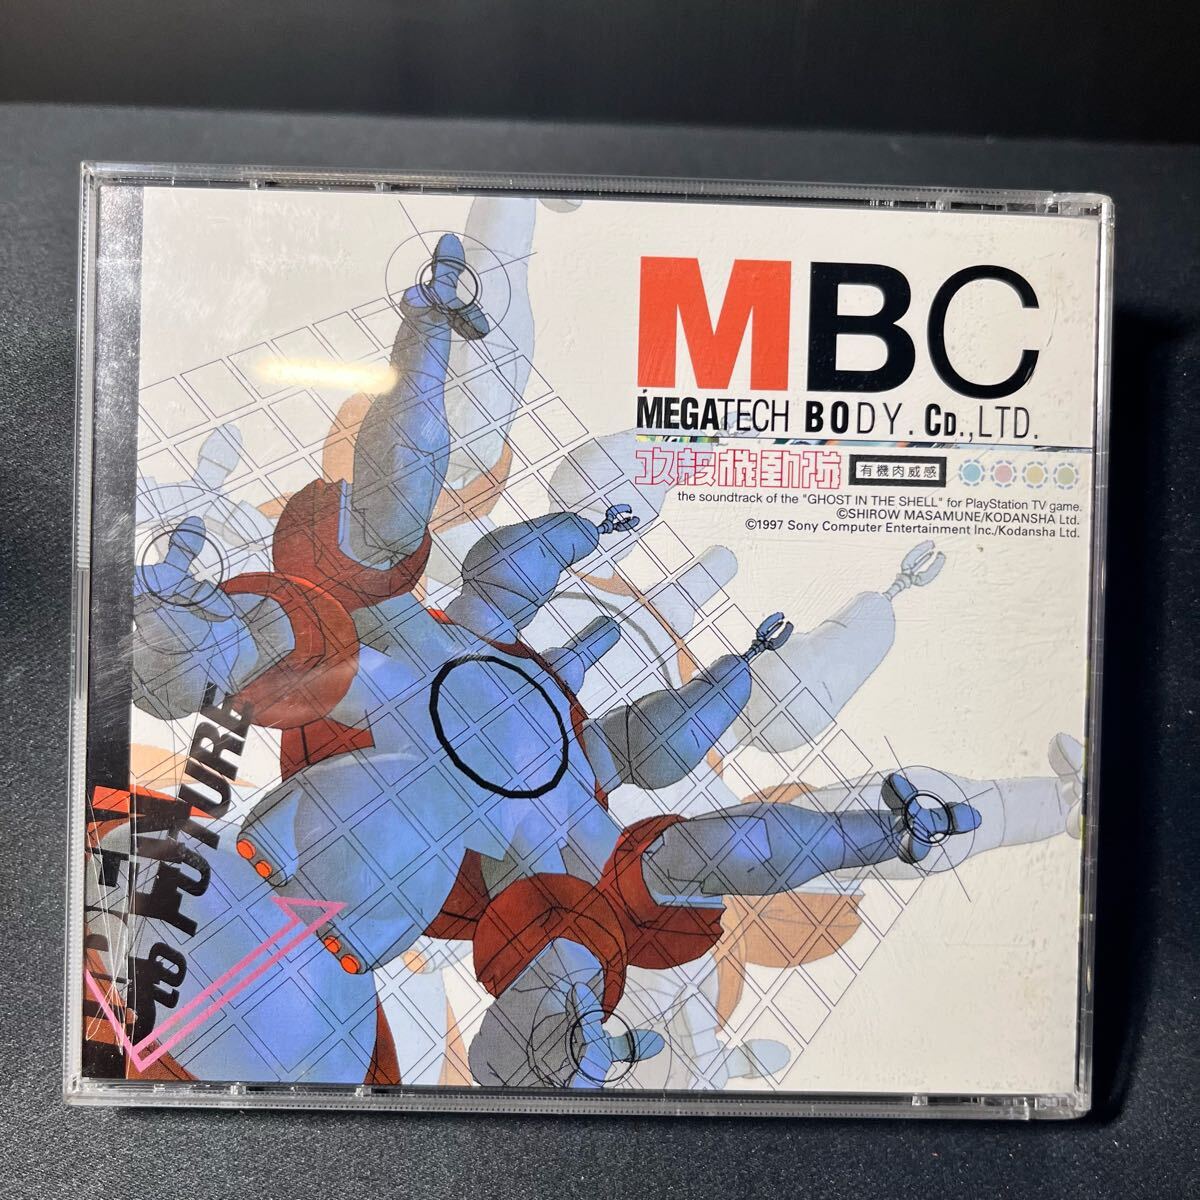 MBC
MEGATECH BODY. CD.,LTD.
攻殻機動隊 有機肉威感
the soundtrack of the "GHOST IN THE SHELL" for PlayStation TV game.
©SHIROW MASAMUNE/KODANSHA Ltd.
©1997 Sony Computer Entertainment Inc./Kodansha Ltd.
to FUTURE